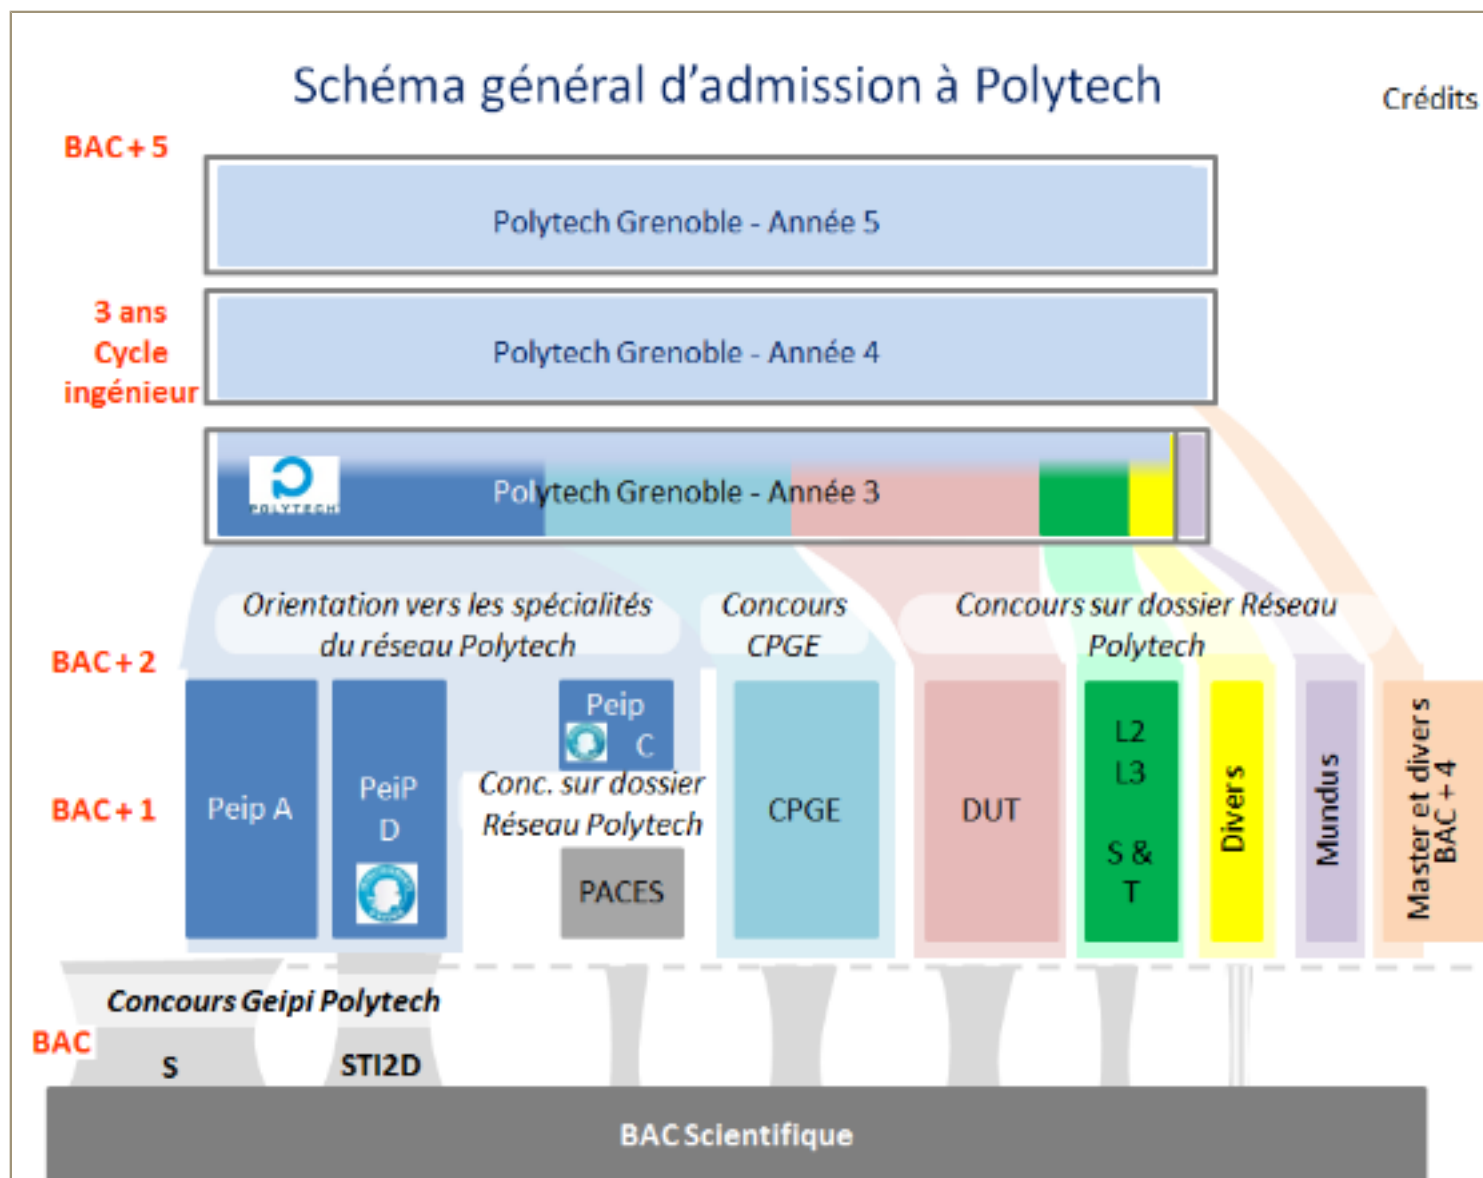 Schéma général d'admission à Polytech
Crédits
BAC + 5
Polytech Grenoble - Année 5
3 ans
Cycle
ingénieur
Polytech Grenoble - Année 4
POLYTECH
Polytech Grenoble - Année 3
Orientation vers les spécialités
du réseau Polytech
Concours
CPGE
Concours sur dossier Réseau
Polytech
BAC + 2
BAC + 1
Peip A
PeiP
D
Peip
C
Conc. sur dossier
Réseau Polytech
PACES
CPGE
DUT
L2
L3
S &
T
Divers
Mundus
Master et divers
BAC + 4
Concours Geipi Polytech
BAC
S
STI2D
BAC Scientifique